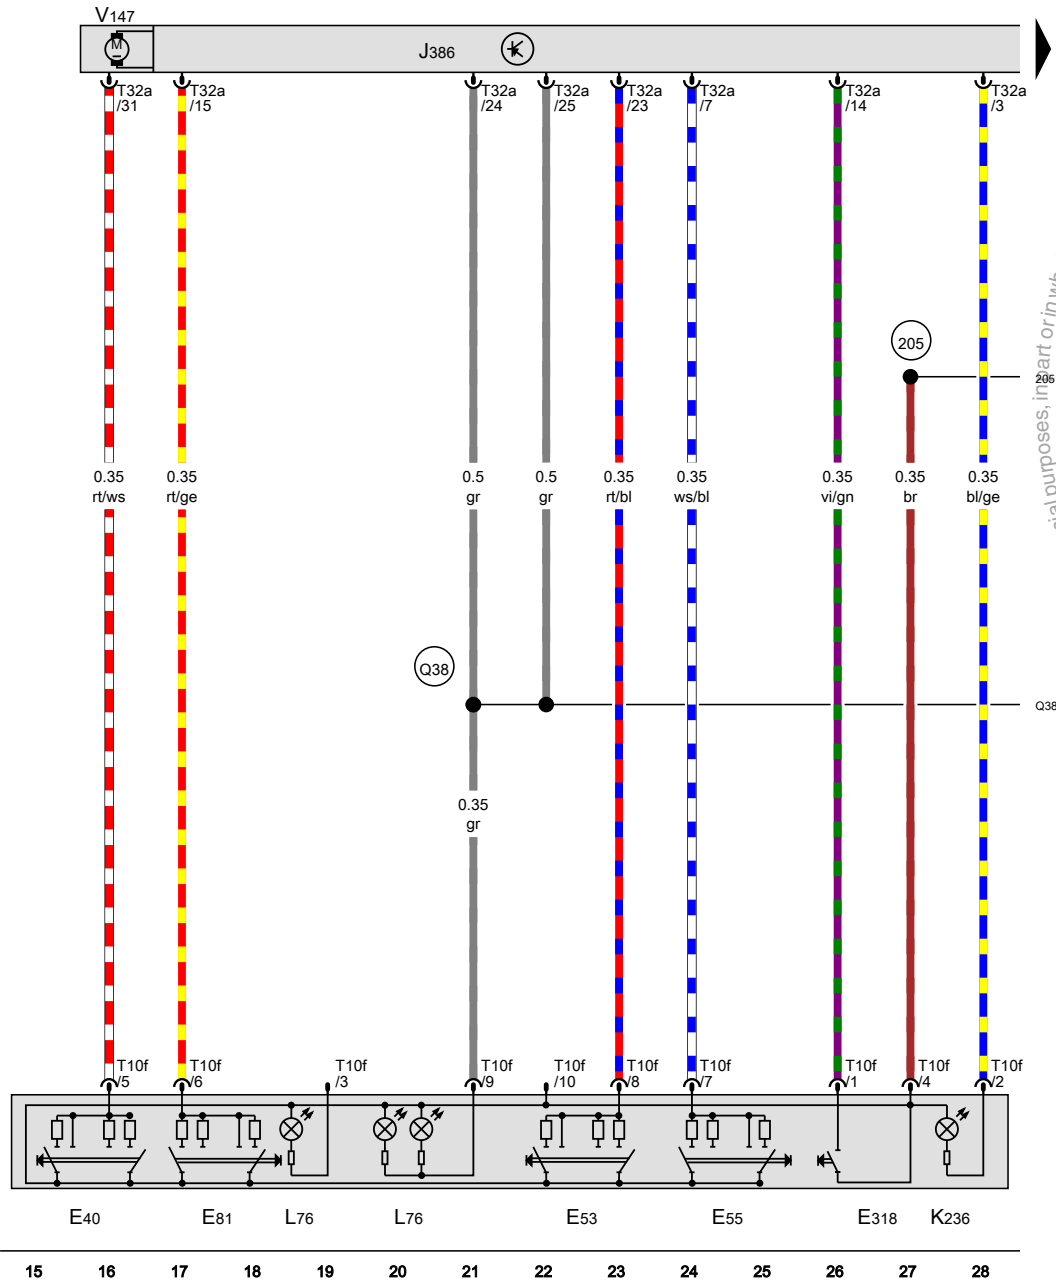 V147
M
J386
T32a T32a T32a T32a T32a T32a T32a T32a
/31 /15 /24 /25 /23 /7 /14 /3
205
205
0.35 0.35 0.5 0.5 0.35 0.35 0.35 0.35 0.35
rt/ws rt/ge gr gr rt/bl ws/bl vi/gn br bl/ge
Q38
Q38
0.35
gr
T10f T10f T10f T10f T10f T10f T10f T10f T10f T10f
/5 /6 /3 /9 /10 /8 /7 /1 /4 /2
E40 E81 L76 L76 E53 E55 E318 K236
15 16 17 18 19 20 21 22 23 24 25 26 27 28
purposes, in part or in